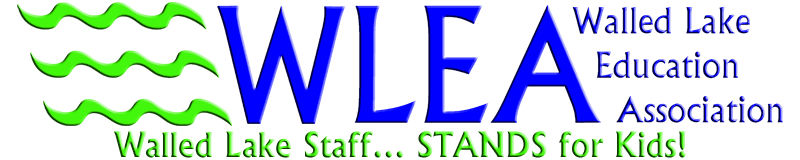 WLEA
Walled Lake
Education
Association
Walled Lake Staff... STANDS for Kids!